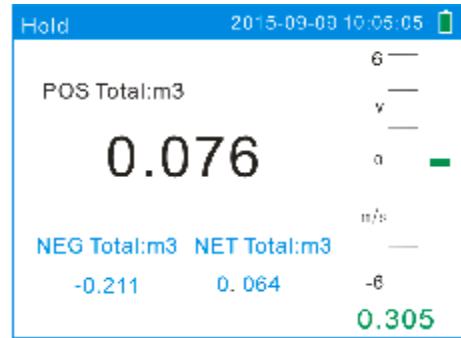 Hold 2015-09-09 10:05:05
6
POS Total:m3
v
0.076
0
m/s
NEG Total:m3 NET Total:m3
-0.211 0.064
-6
0.305